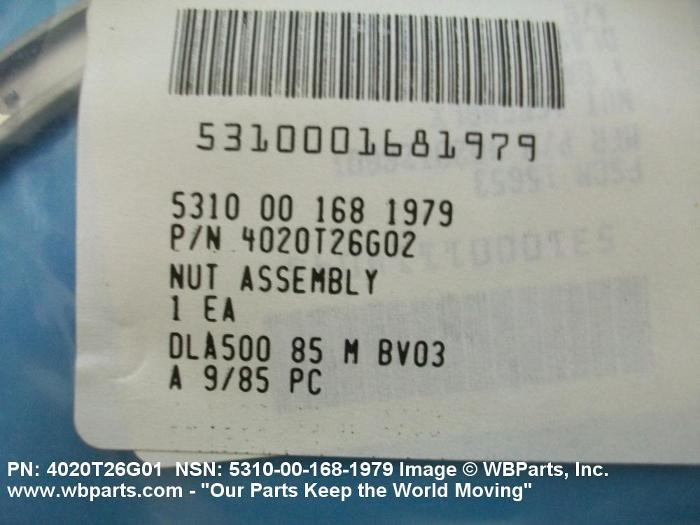 5310001681979
5310 00 168 1979
P/N 4020T26G02
NUT ASSEMBLY
1 EA
DLA500 85 M BV03
A 9/85 PC
PN: 4020T26G01 NSN: 5310-00-168-1979 Image © WBParts, Inc.
www.wbparts.com - "Our Parts Keep the World Moving"